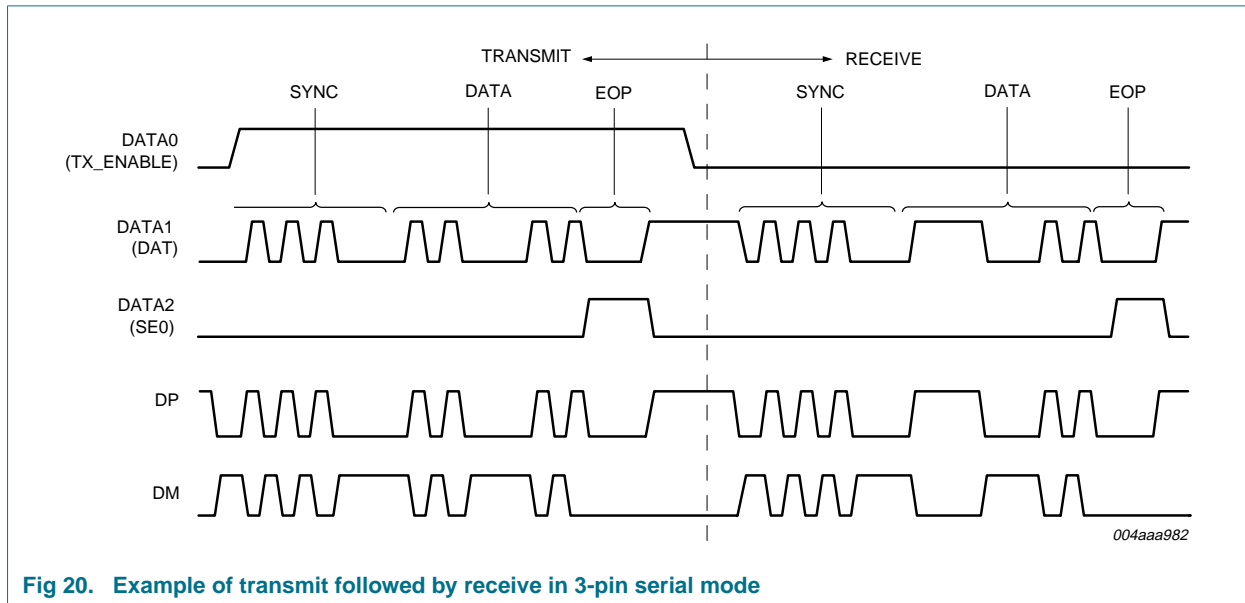 TRANSMIT RECEIVE
SYNC DATA EOP SYNC DATA EOP
DATA0
(TX_ENABLE)
DATA1
(DAT)
DATA2
(SE0)
DP
DM
004aaa982
Fig 20. Example of transmit followed by receive in 3-pin serial mode